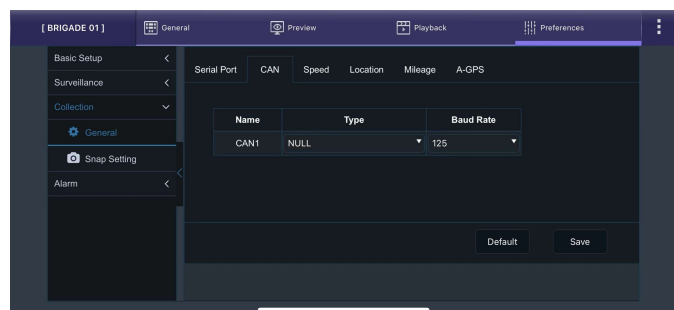 [ BRIGADE 01 ] General Preview Playback Preferences
Basic Setup
Surveillance
Collection
General
Snap Setting
Alarm
Serial Port CAN Speed Location Mileage A-GPS
Name Type Baud Rate
CAN1 NULL 125
Default Save